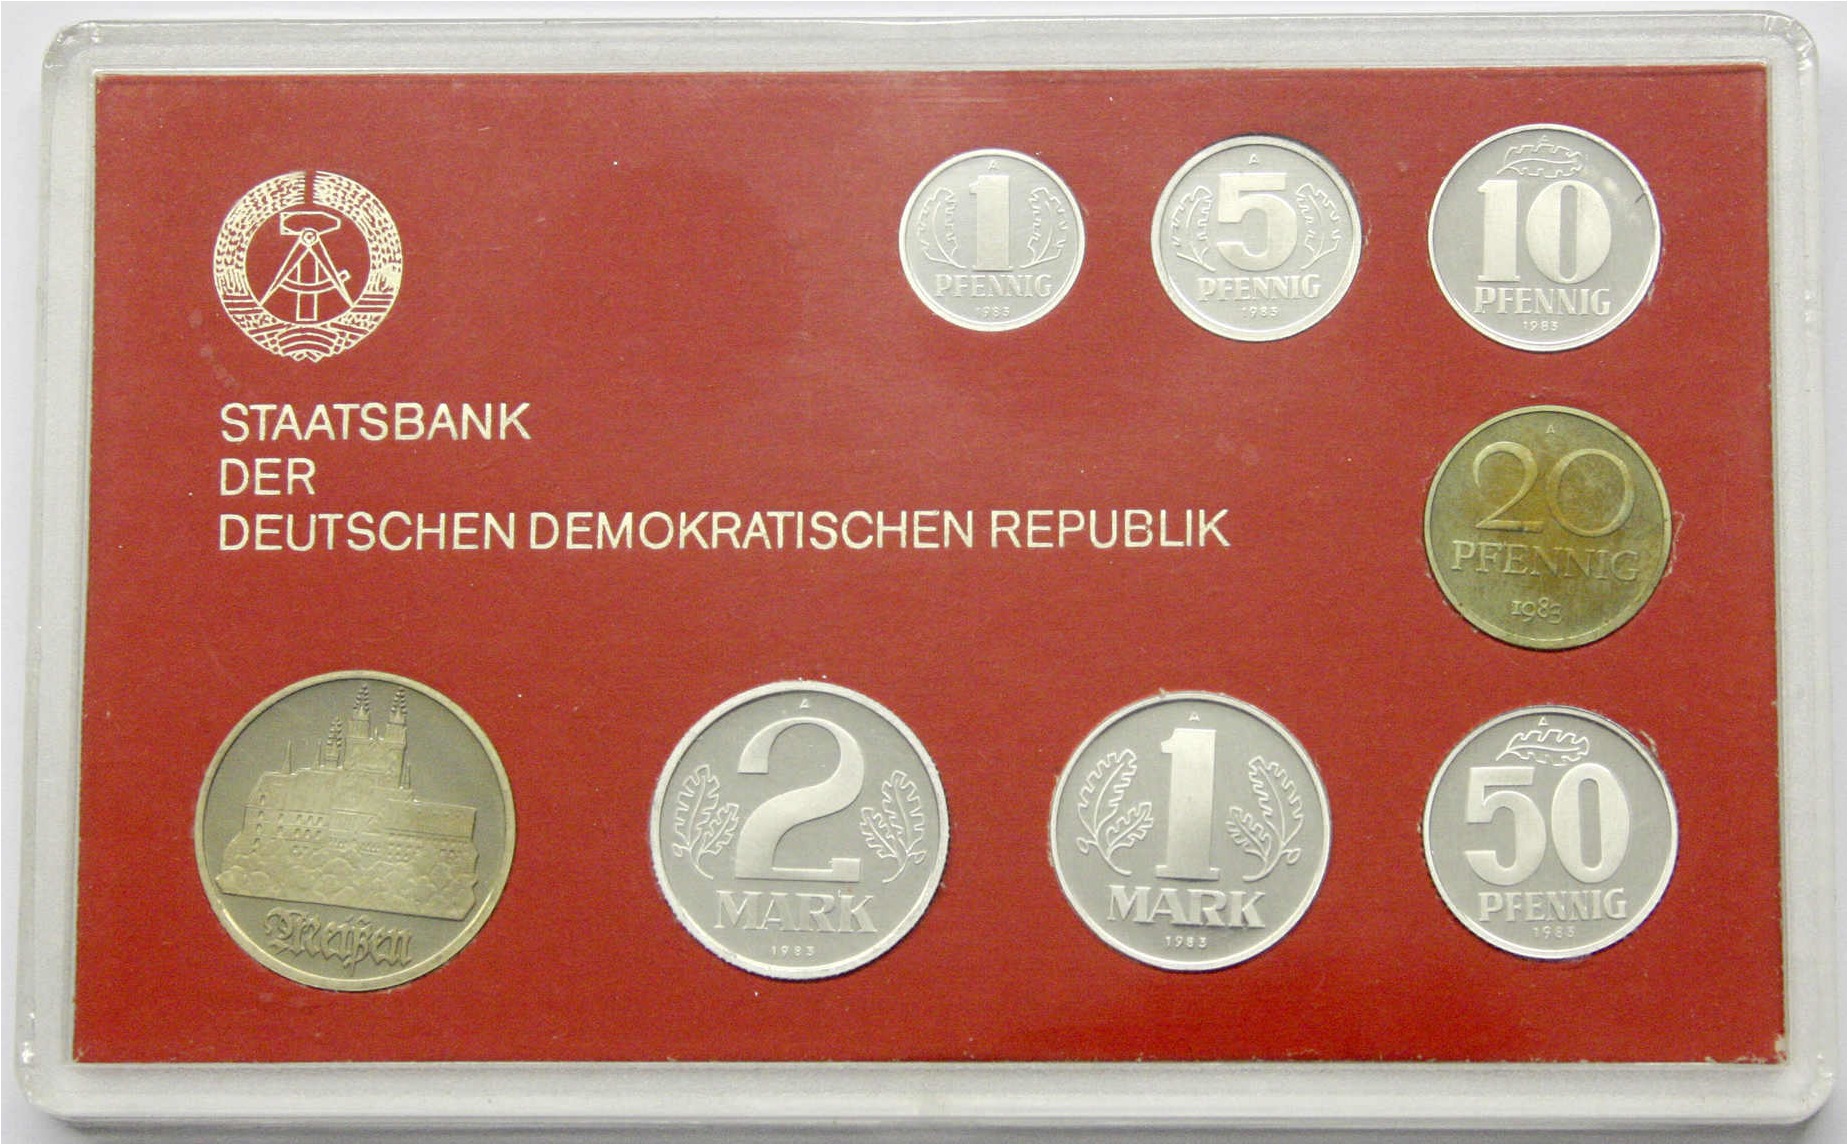 STAATSBANK
DER
DEUTSCHEN DEMOKRATISCHEN REPUBLIK
A
1
PFENNIG
1983
A
5
PFENNIG
1983
A
10
PFENNIG
1983
A
20
PFENNIG
1983
Meißen
A
2
MARK
1983
A
1
MARK
1983
A
50
PFENNIG
1983